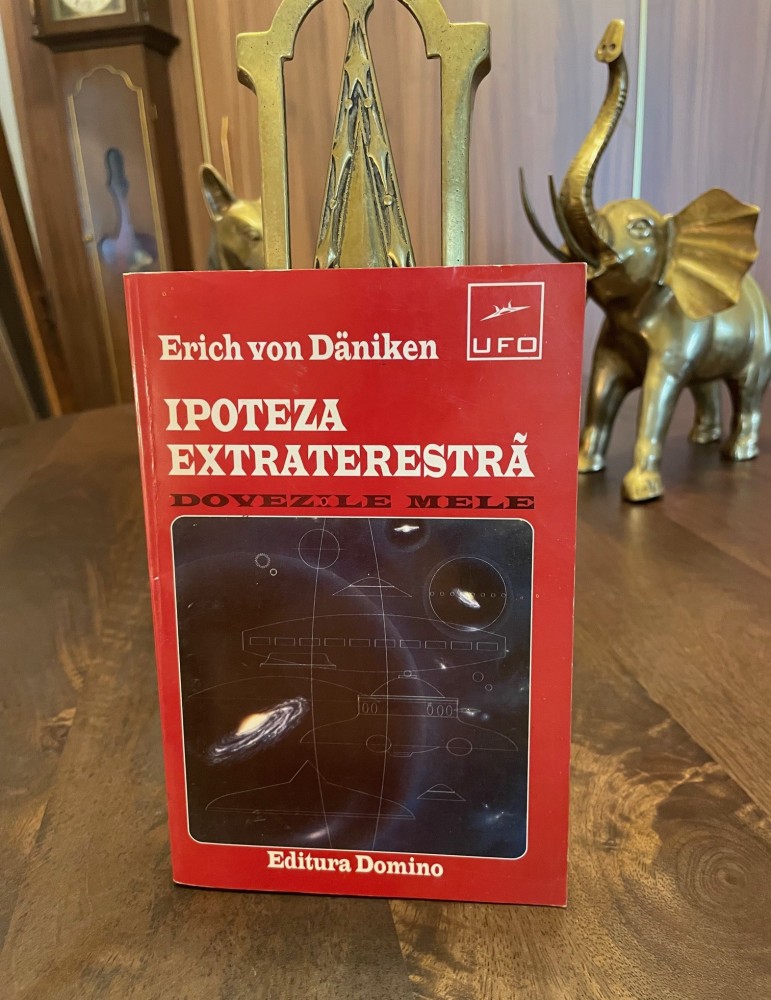 Erich von Däniken
UFO
IPOTEZA
EXTRATERESTRÃ
DOVEZILE MELE
Editura Domino